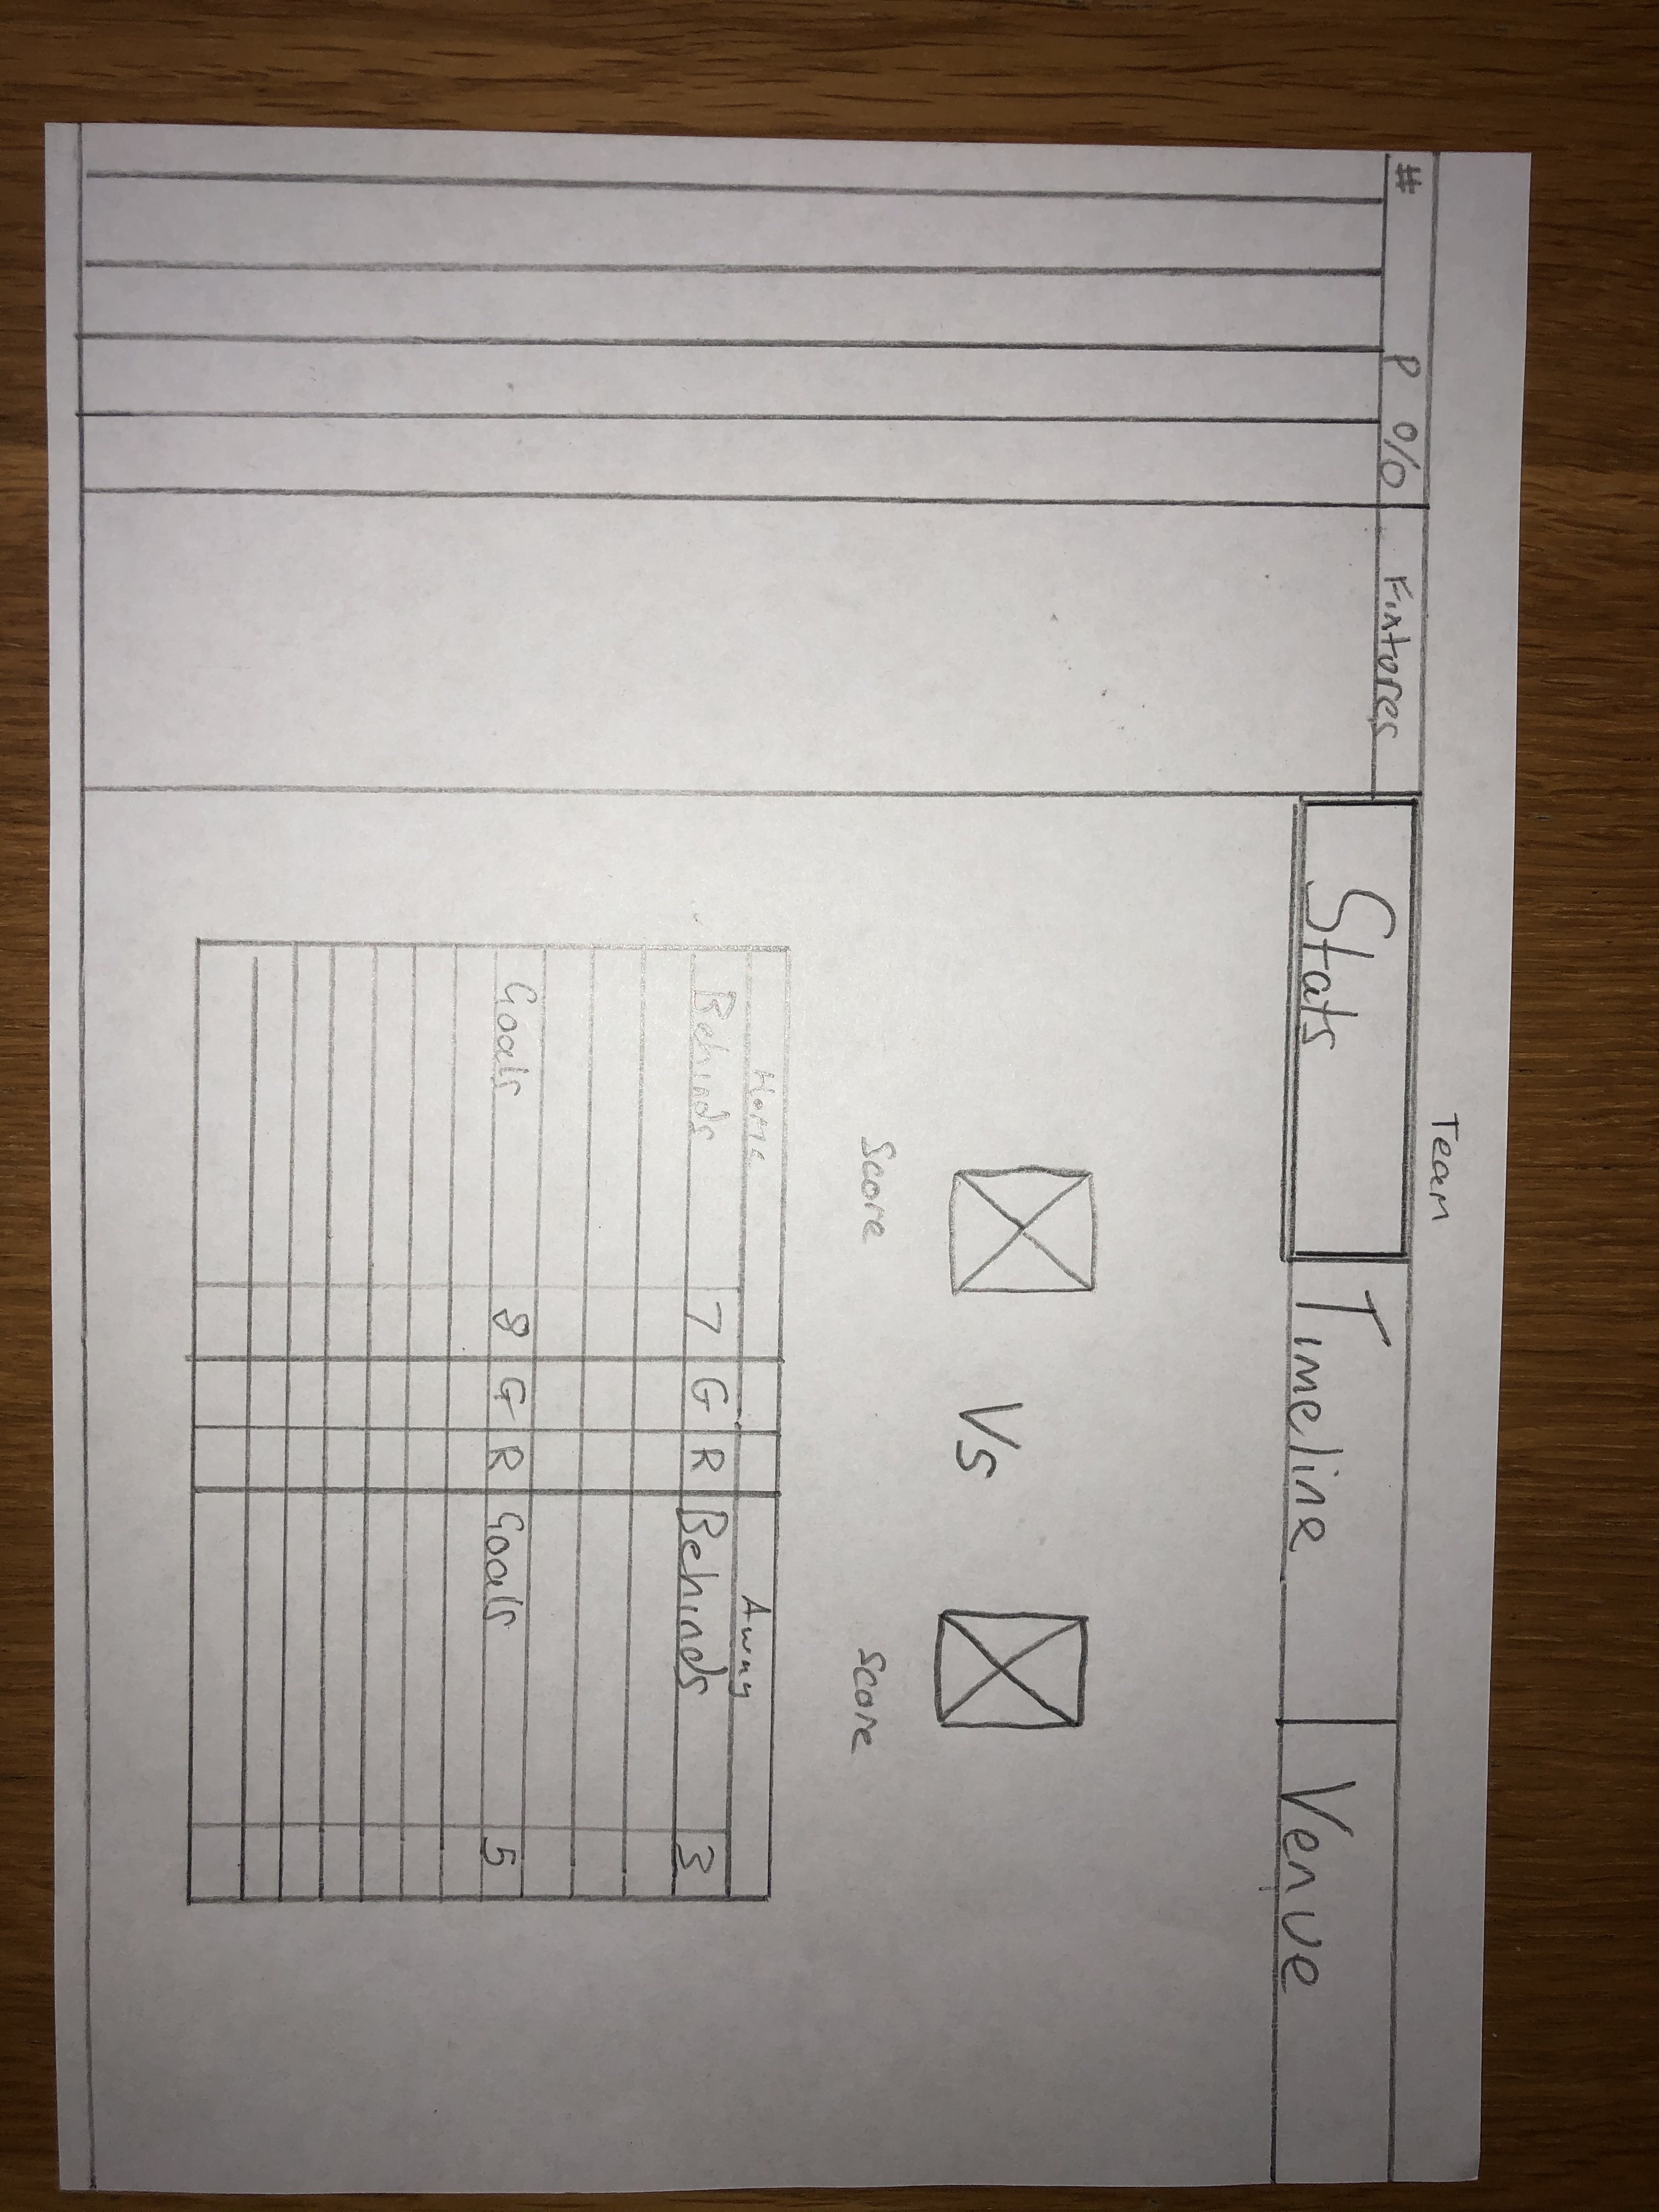 Team
# P % Fixtures Stats Timeline Venue
Vs
Score Score
Home Away
Behinds 7 G R Behinds 3
Goals 8 G R Goals 5